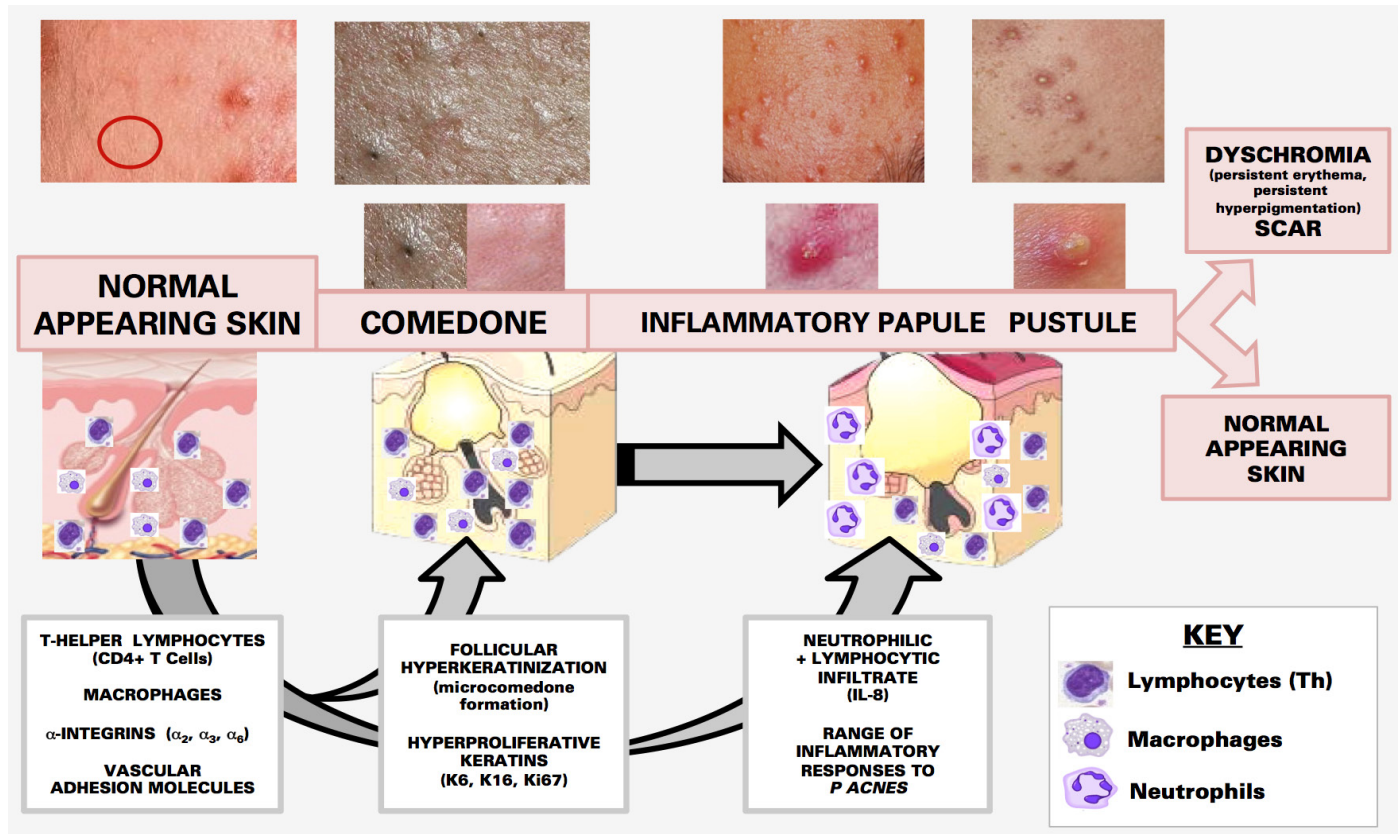 DYSCHROMIA
(persistent erythema,
persistent
hyperpigmentation)
SCAR
NORMAL
APPEARING SKIN
COMEDONE
INFLAMMATORY PAPULE PUSTULE
NORMAL
APPEARING
SKIN
T-HELPER LYMPHOCYTES
(CD4+ T Cells)
MACROPHAGES
α-INTEGRINS (α₂, α₃, α₆)
VASCULAR
ADHESION MOLECULES
FOLLICULAR
HYPERKERATINIZATION
(microcomedone
formation)
HYPERPROLIFERATIVE
KERATINS
(K6, K16, Ki67)
NEUTROPHILIC
+ LYMPHOCYTIC
INFILTRATE
(IL-8)
RANGE OF
INFLAMMATORY
RESPONSES TO
P ACNES
KEY
Lymphocytes (Th)
Macrophages
Neutrophils